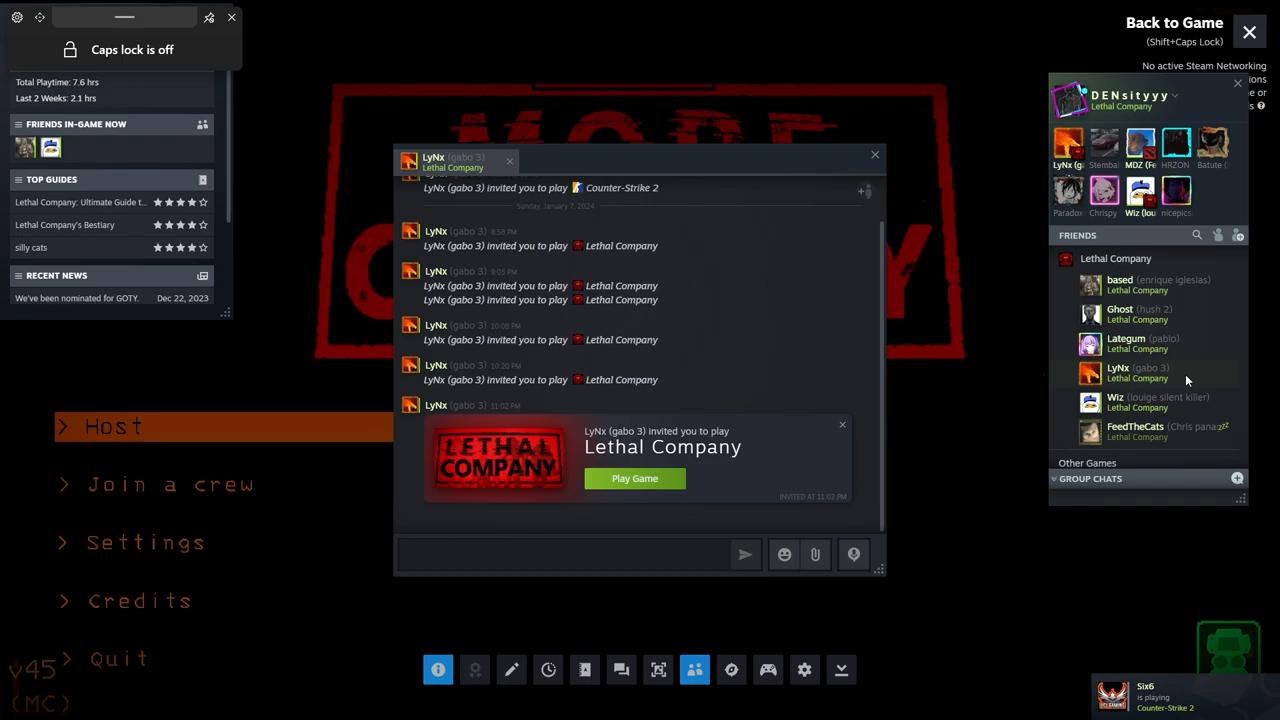 Caps lock is off
Total Playtime: 7.6 hrs
Last 2 Weeks: 2.1 hrs
FRIENDS IN-GAME NOW
TOP GUIDES
Lethal Company: Ultimate Guide t...
Lethal Company's Bestiary
silly cats
RECENT NEWS
We've been nominated for GOTY.
Dec 22, 2023
MORE
COMPANY
> Host
> Join a crew
> Settings
> Credits
> Quit
v45
(MC)
LyNx (gabo 3)
Lethal Company
LyNx (gabo 3) invited you to play Counter-Strike 2
Sunday, January 7, 2024
LyNx (gabo 3) 8:58 PM
LyNx (gabo 3) invited you to play Lethal Company
LyNx (gabo 3) 9:05 PM
LyNx (gabo 3) invited you to play Lethal Company
LyNx (gabo 3) invited you to play Lethal Company
LyNx (gabo 3) 10:08 PM
LyNx (gabo 3) invited you to play Lethal Company
LyNx (gabo 3) 10:20 PM
LyNx (gabo 3) invited you to play Lethal Company
LyNx (gabo 3) 11:02 PM
LETHAL
COMPANY
LyNx (gabo 3) invited you to play
Lethal Company
Play Game
INVITED AT 11:02 PM
Back to Game
(Shift+Caps Lock)
No active Steam Networking
DENsityyy
Lethal Company
LyNx (g
Stembal
MDZ (Fe
HRZON
Batute (
Paradox
Chrispy
Wiz (lou
nicepics
FRIENDS
Lethal Company
based (enrique iglesias)
Lethal Company
Ghost (hush 2)
Lethal Company
Lategum (pablo)
Lethal Company
LyNx (gabo 3)
Lethal Company
Wiz (louige silent killer)
Lethal Company
FeedTheCats (Chris pana
Lethal Company
Other Games
GROUP CHATS
Six6
is playing
Counter-Strike 2